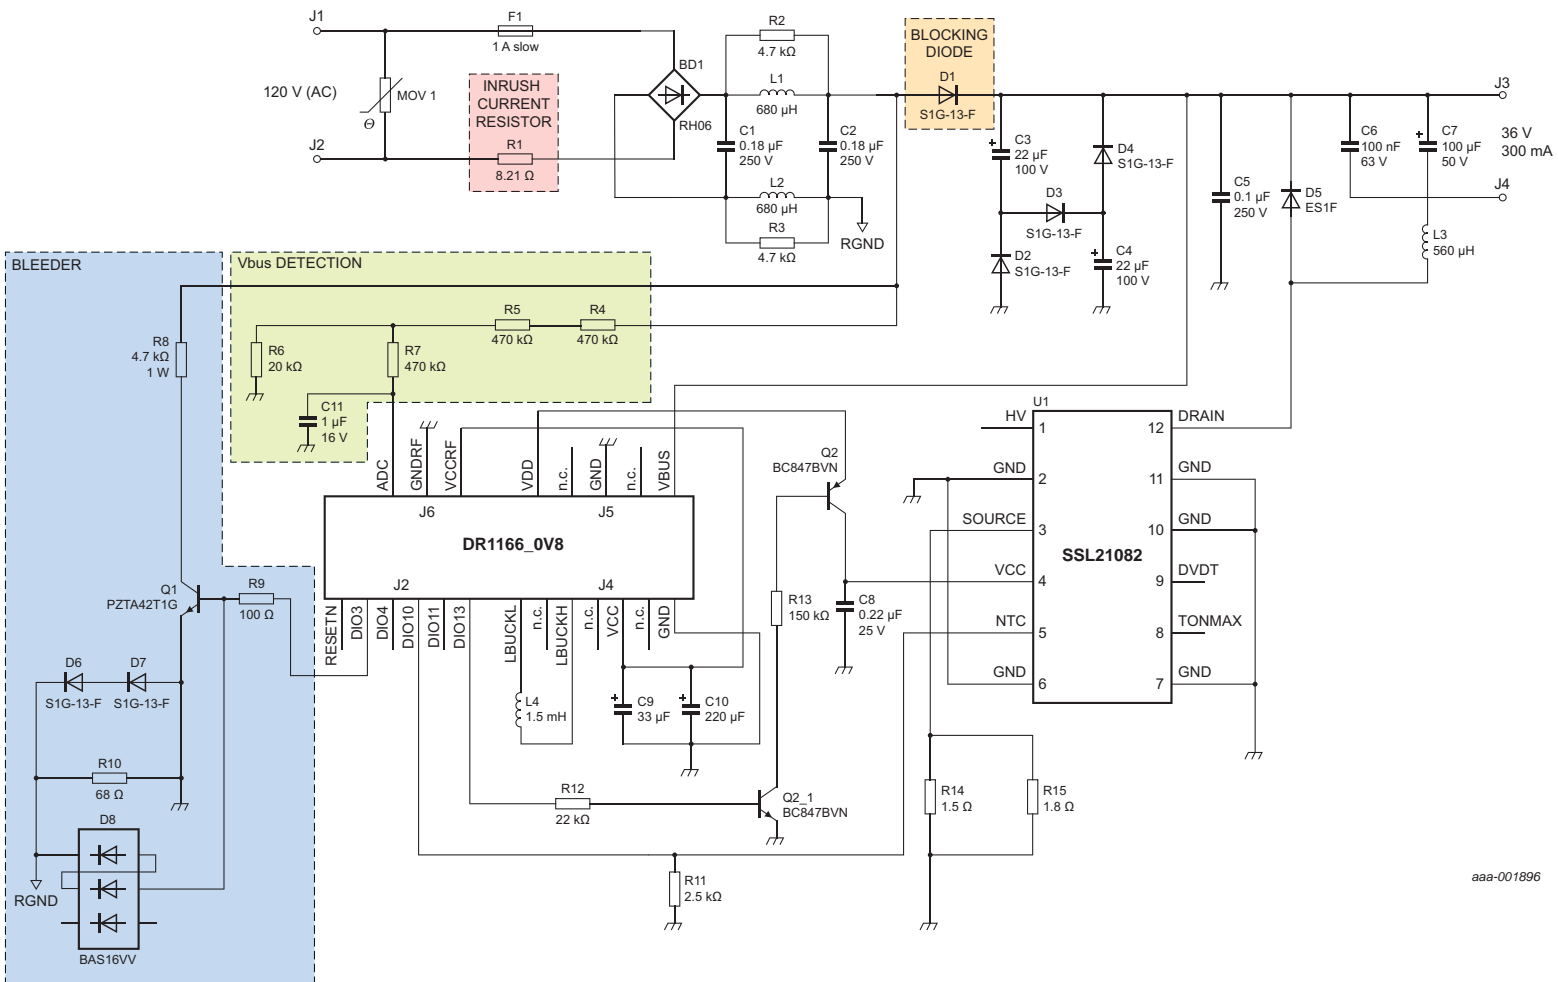 J1
F1
1 A slow
120 V (AC)
MOV 1
Θ
J2
INRUSH
CURRENT
RESISTOR
R1
8.21 Ω
BD1
RH06
R2
4.7 kΩ
L1
680 μH
C1
0.18 μF
250 V
C2
0.18 μF
250 V
L2
680 μH
R3
4.7 kΩ
RGND
BLOCKING
DIODE
D1
S1G-13-F
C3
22 μF
100 V
D4
S1G-13-F
D3
S1G-13-F
D2
S1G-13-F
C4
22 μF
100 V
C5
0.1 μF
250 V
D5
ES1F
C6
100 nF
63 V
C7
100 μF
50 V
L3
560 μH
J3
36 V
300 mA
J4
BLEEDER
R8
4.7 kΩ
1 W
Q1
PZTA42T1G
R9
100 Ω
D6
S1G-13-F
D7
S1G-13-F
R10
68 Ω
D8
RGND
BAS16VV
Vbus DETECTION
R5
470 kΩ
R4
470 kΩ
R6
20 kΩ
R7
470 kΩ
C11
1 μF
16 V
ADC
GNDRF
VCCRF
VDD
n.c.
GND
n.c.
VBUS
J6
J5
DR1166_0V8
J2
J4
RESETN
DIO3
DIO4
DIO10
DIO11
DIO13
LBUCKL
n.c.
LBUCKH
n.c.
VCC
n.c.
GND
L4
1.5 mH
C9
33 μF
C10
220 μF
R12
22 kΩ
Q2_1
BC847BVN
R11
2.5 kΩ
Q2
BC847BVN
R13
150 kΩ
C8
0.22 μF
25 V
U1
HV
1
GND
2
SOURCE
3
VCC
4
NTC
5
GND
6
SSL21082
DRAIN
12
GND
11
GND
10
DVDT
9
TONMAX
8
GND
7
R14
1.5 Ω
R15
1.8 Ω
aaa-001896